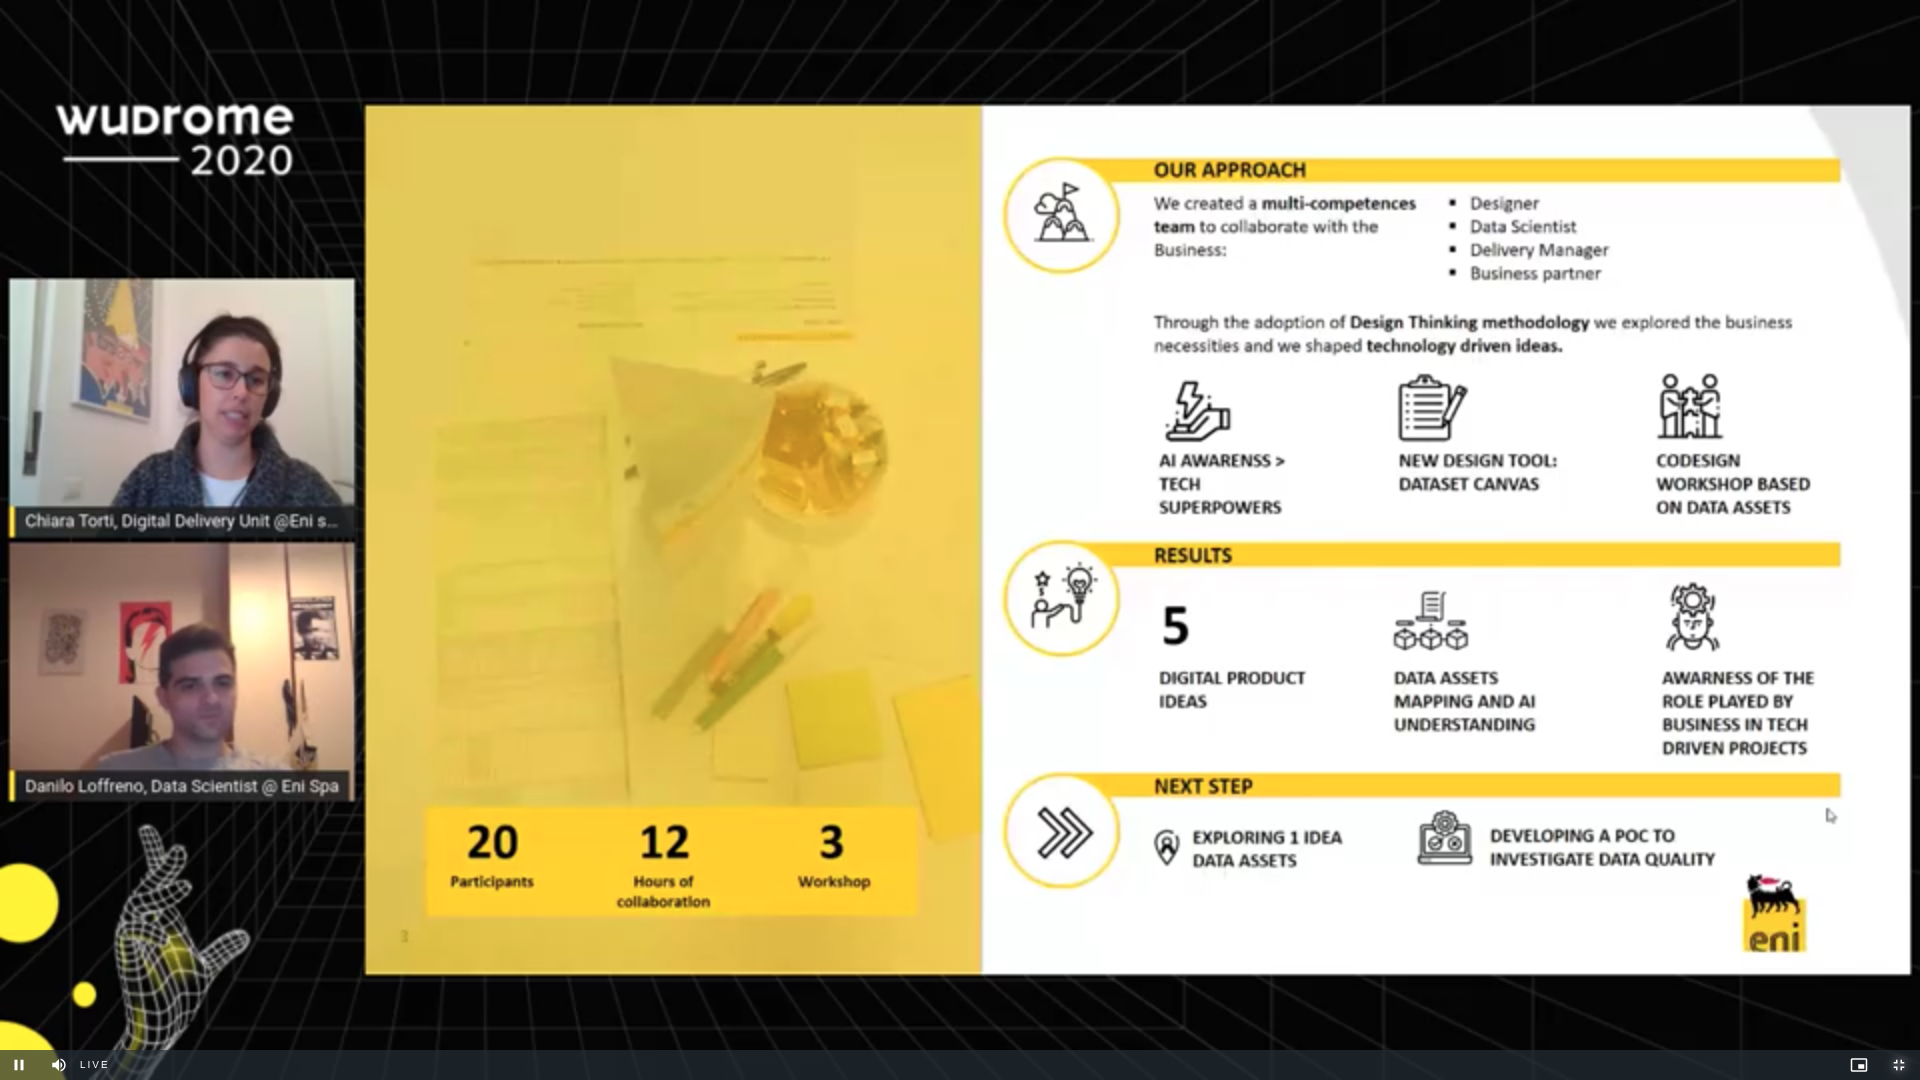 WUDrome
2020
Chiara Torti, Digital Delivery Unit @Eni s...
Danilo Loffreno, Data Scientist @ Eni Spa
20
Participants
12
Hours of
collaboration
3
Workshop
3
OUR APPROACH
We created a multi-competences
team to collaborate with the
Business:
▪ Designer
▪ Data Scientist
▪ Delivery Manager
▪ Business partner
Through the adoption of Design Thinking methodology we explored the business
necessities and we shaped technology driven ideas.
AI AWARENSS >
TECH
SUPERPOWERS
NEW DESIGN TOOL:
DATASET CANVAS
CODESIGN
WORKSHOP BASED
ON DATA ASSETS
RESULTS
5
DIGITAL PRODUCT
IDEAS
DATA ASSETS
MAPPING AND AI
UNDERSTANDING
AWARNESS OF THE
ROLE PLAYED BY
BUSINESS IN TECH
DRIVEN PROJECTS
NEXT STEP
EXPLORING 1 IDEA
DATA ASSETS
DEVELOPING A POC TO
INVESTIGATE DATA QUALITY
eni
LIVE